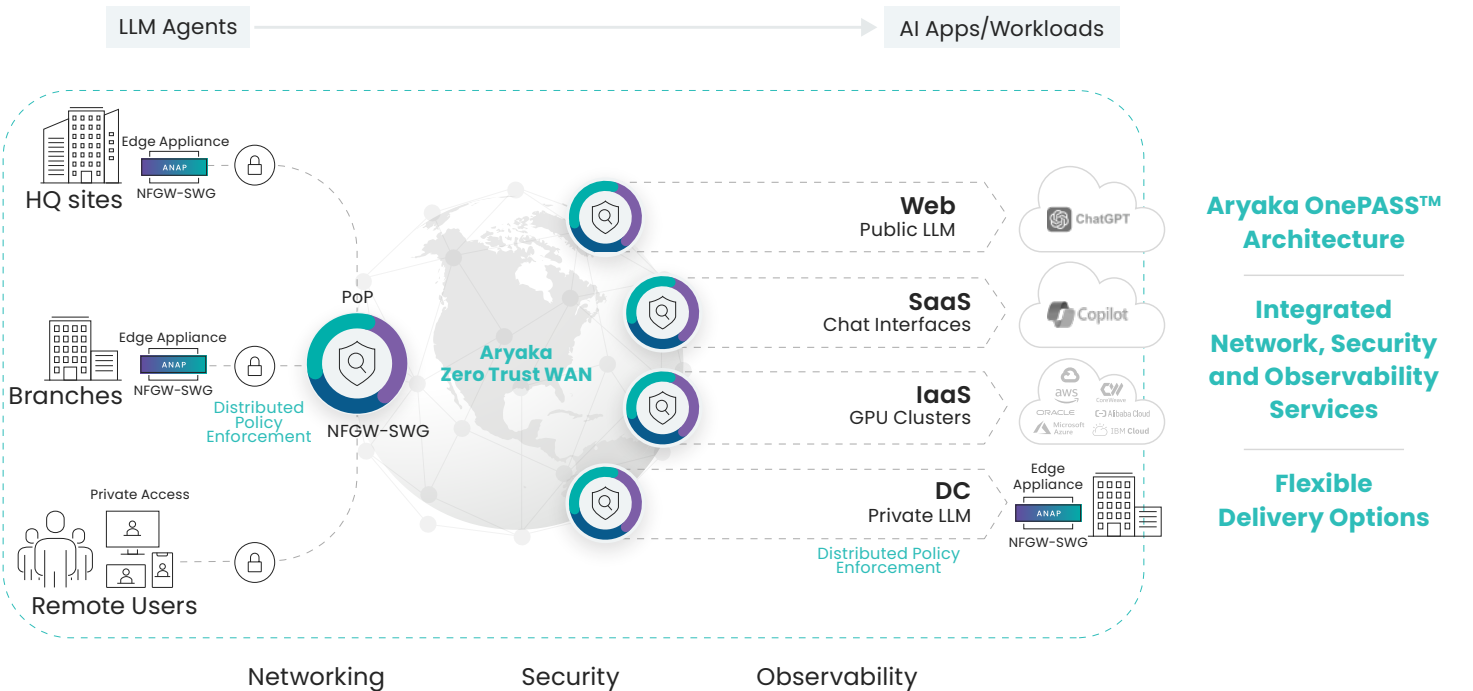 LLM Agents
AI Apps/Workloads
Edge Appliance
ANAP
NFGW-SWG
HQ sites
Edge Appliance
ANAP
NFGW-SWG
Branches
Distributed
Policy
Enforcement
Private Access
Remote Users
PoP
NFGW-SWG
Aryaka
Zero Trust WAN
Web
Public LLM
ChatGPT
SaaS
Chat Interfaces
Copilot
IaaS
GPU Clusters
aws
CoreWeave
ORACLE
Alibaba Cloud
Microsoft
Azure
IBM Cloud
DC
Private LLM
Distributed Policy
Enforcement
Edge
Appliance
ANAP
NFGW-SWG
Aryaka OnePASS™
Architecture
Integrated
Network, Security
and Observability
Services
Flexible
Delivery Options
Networking
Security
Observability